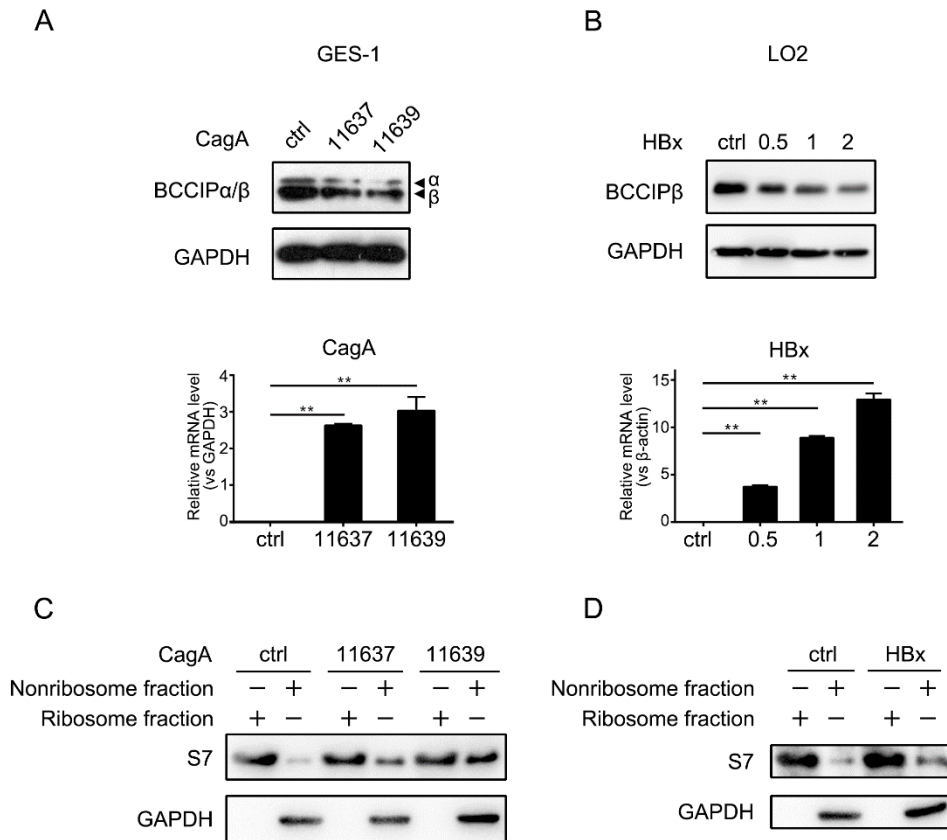 A
GES-1
CagA ctrl 11637 11639
BCCIPα/β α β
GAPDH
CagA
Relative mRNA level
(vs GAPDH)
4
3
2
1
0
** **
ctrl 11637 11639
B
LO2
HBx ctrl 0.5 1 2
BCCIPβ
GAPDH
HBx
Relative mRNA level
(vs β-actin)
15
10
5
0
** ** **
ctrl 0.5 1 2
C
CagA ctrl 11637 11639
Nonribosome fraction − + − + − +
Ribosome fraction + − + − + −
S7
GAPDH
D
ctrl HBx
Nonribosome fraction − + − +
Ribosome fraction + − + −
S7
GAPDH